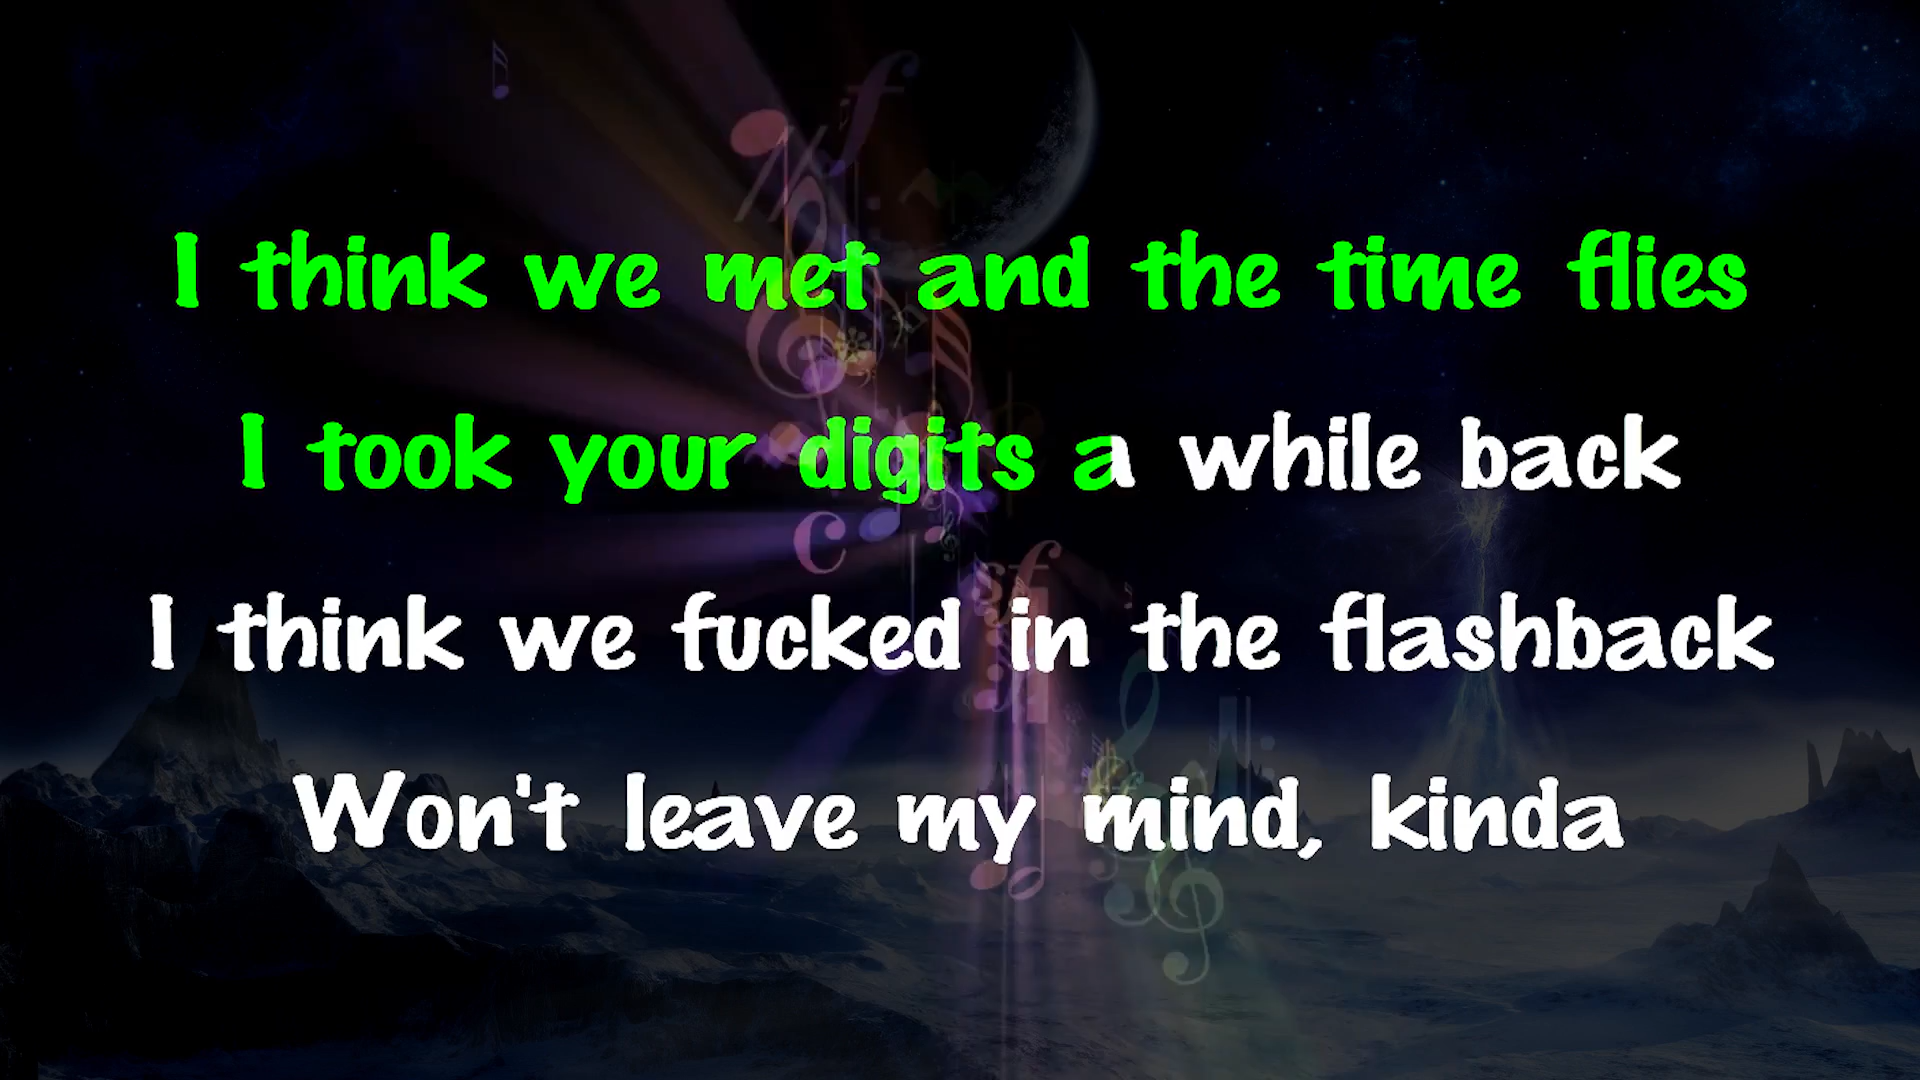 I think we met and the time flies
I took your digits a while back
I think we fucked in the flashback
Won't leave my mind, kinda